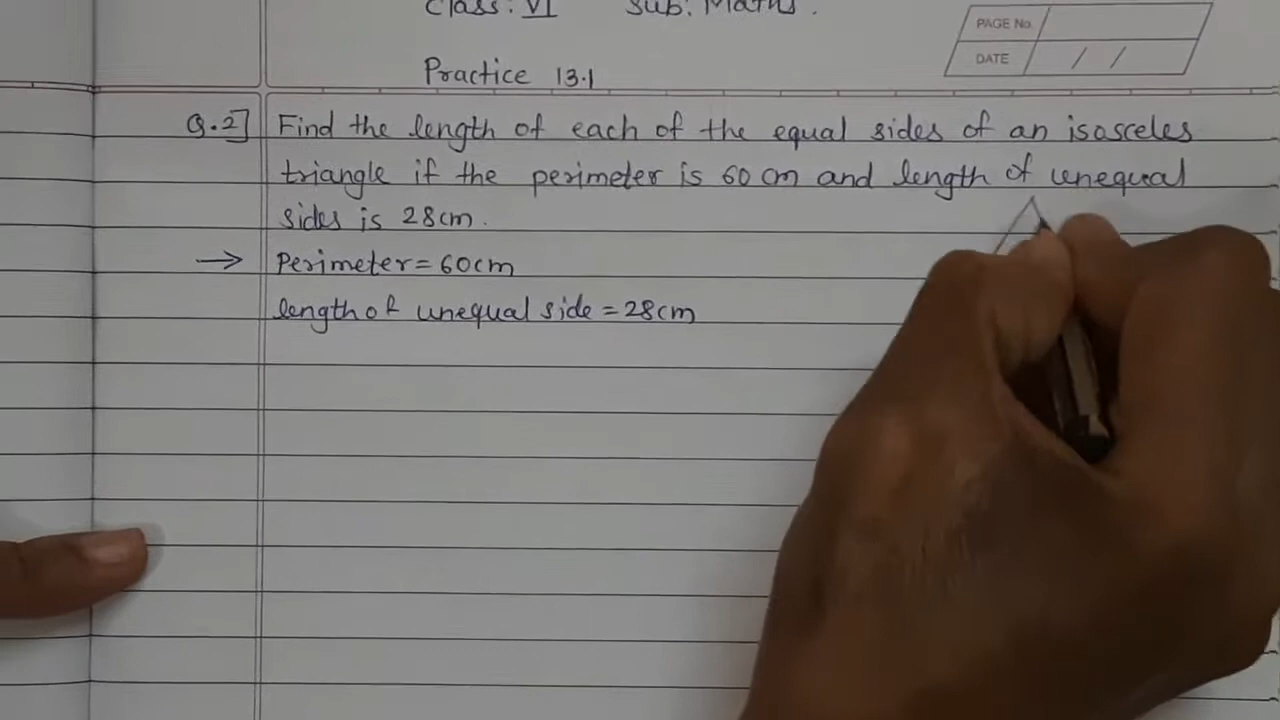 Class: VI Sub: Maths.
PAGE No.
DATE / /
Practice 13.1
Q.2] Find the length of each of the equal sides of an isosceles
triangle if the perimeter is 60 cm and length of unequal
sides is 28cm.
→ Perimeter = 60cm
length of unequal side = 28cm